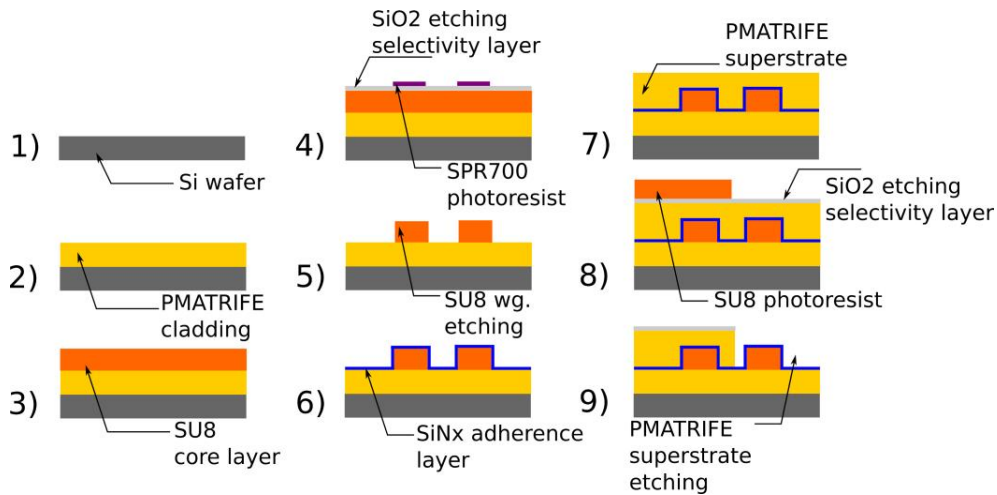 1)
Si wafer
2)
PMATRIFE
cladding
3)
SU8
core layer
SiO2 etching
selectivity layer
4)
SPR700
photoresist
5)
SU8 wg.
etching
6)
SiNx adherence
layer
PMATRIFE
superstrate
7)
SiO2 etching
selectivity layer
8)
SU8 photoresist
9)
PMATRIFE
superstrate
etching